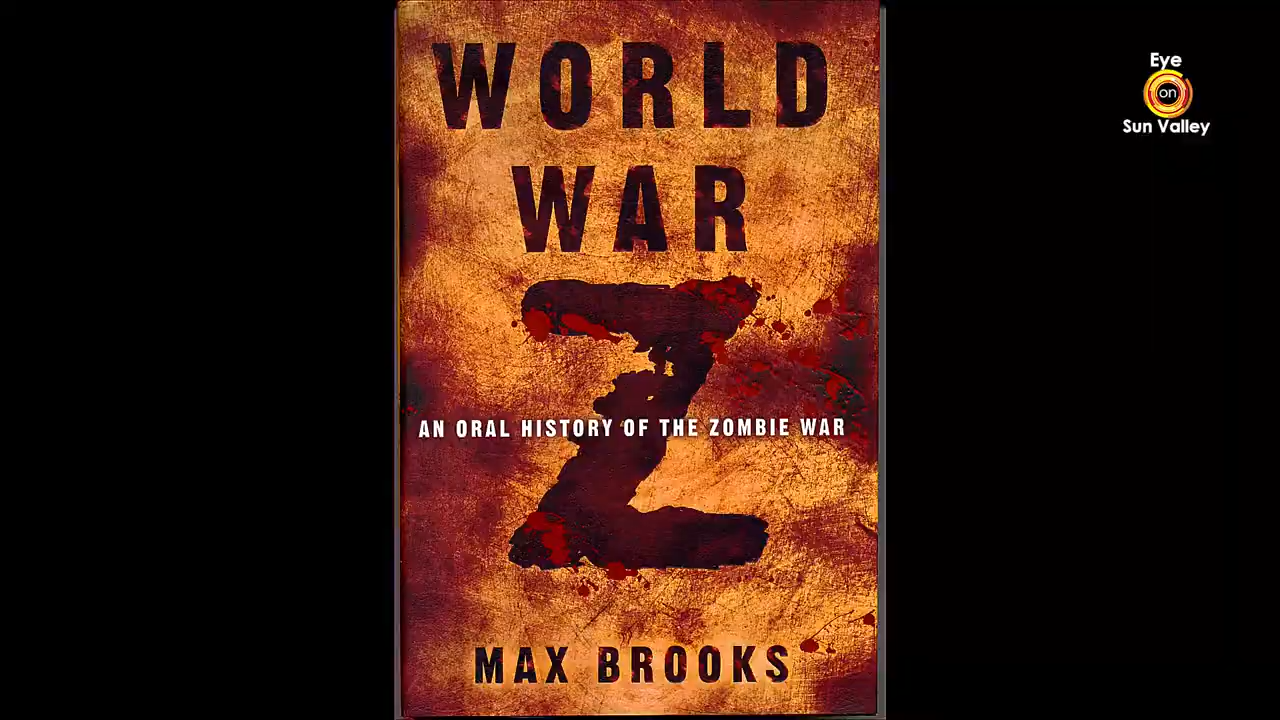 WORLD
WAR
Z
AN ORAL HISTORY OF THE ZOMBIE WAR
MAX BROOKS
Eye
on
Sun Valley